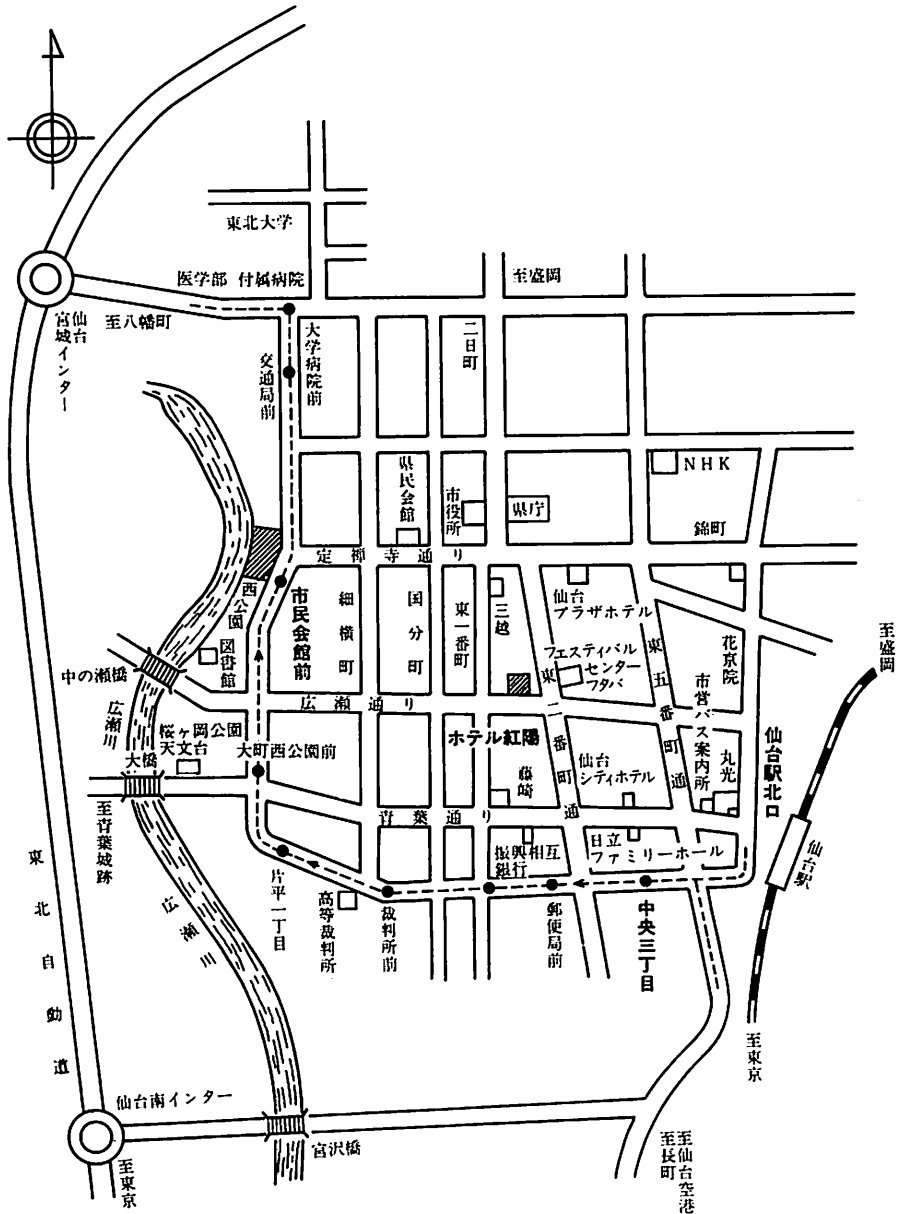 東北大学
医学部 付属病院
至盛岡
仙台
宮城インター
至八幡町
大学病院前
交通局前
二日町
県民会館
市役所
県庁
NHK
錦町
定禅寺通り
西公園
市民会館前
細横町
国分町
東一番町
三越
仙台
プラザホテル
フェスティバル
センター
フタバ
東二番町通
東五番町通
花京院
市営バス案内所
丸光
仙台駅北口
至盛岡
図書館
中の瀬橋
広瀬川
広瀬通り
桜ヶ岡公園
天文台
大橋
大町西公園前
ホテル紅陽
藤崎
仙台
シティホテル
至青葉城跡
青葉通り
振興相互
銀行
日立
ファミリーホール
仙台駅
片平一丁目
高等裁判所
裁判所前
郵便局前
中央三丁目
広瀬川
東北自動道
至東京
仙台南インター
宮沢橋
至東京
至仙台空港
至長町